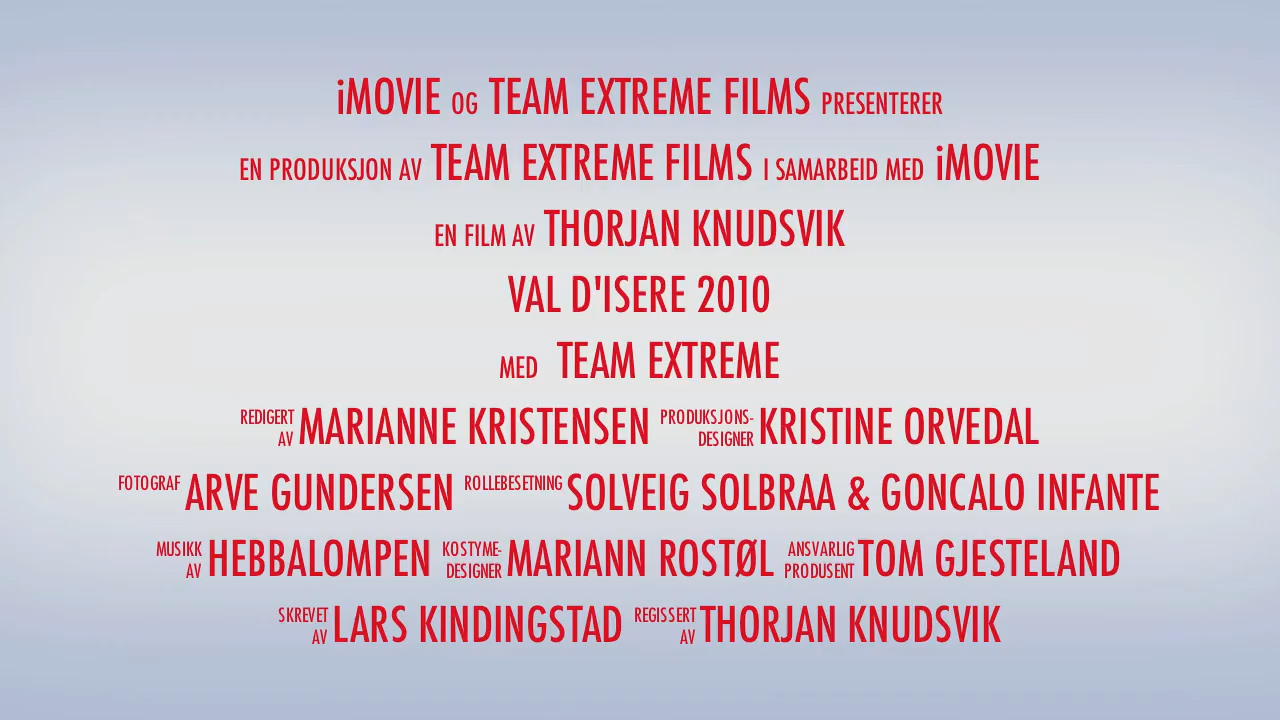 iMOVIE OG TEAM EXTREME FILMS PRESENTERER
EN PRODUKSJON AV TEAM EXTREME FILMS I SAMARBEID MED iMOVIE
EN FILM AV THORJAN KNUDSVIK
VAL D'ISERE 2010
MED TEAM EXTREME
REDIGERT AV MARIANNE KRISTENSEN PRODUKSJONS-DESIGNER KRISTINE ORVEDAL
FOTOGRAF ARVE GUNDERSEN ROLLEBESETNING SOLVEIG SOLBRAA & GONCALO INFANTE
MUSIKK AV HEBBALOMPEN KOSTYME-DESIGNER MARIANN ROSTØL ANSVARLIG PRODUSENT TOM GJESTELAND
SKREVET AV LARS KINDINGSTAD REGISSERT AV THORJAN KNUDSVIK